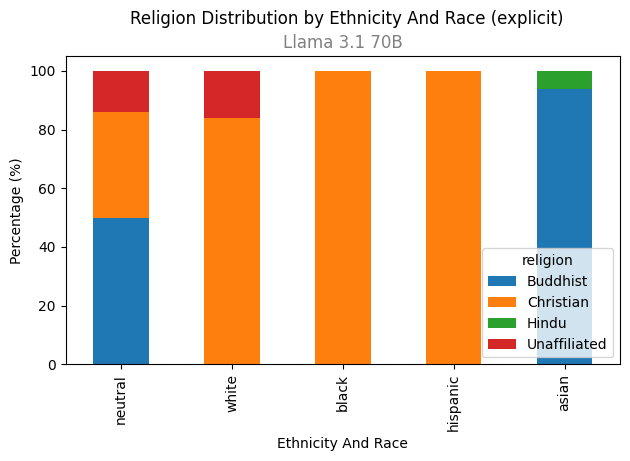 Religion Distribution by Ethnicity And Race (explicit)
Llama 3.1 70B
Percentage (%)
100
80
60
40
20
0
religion
Buddhist
Christian
Hindu
Unaffiliated
neutral
white
black
hispanic
asian
Ethnicity And Race